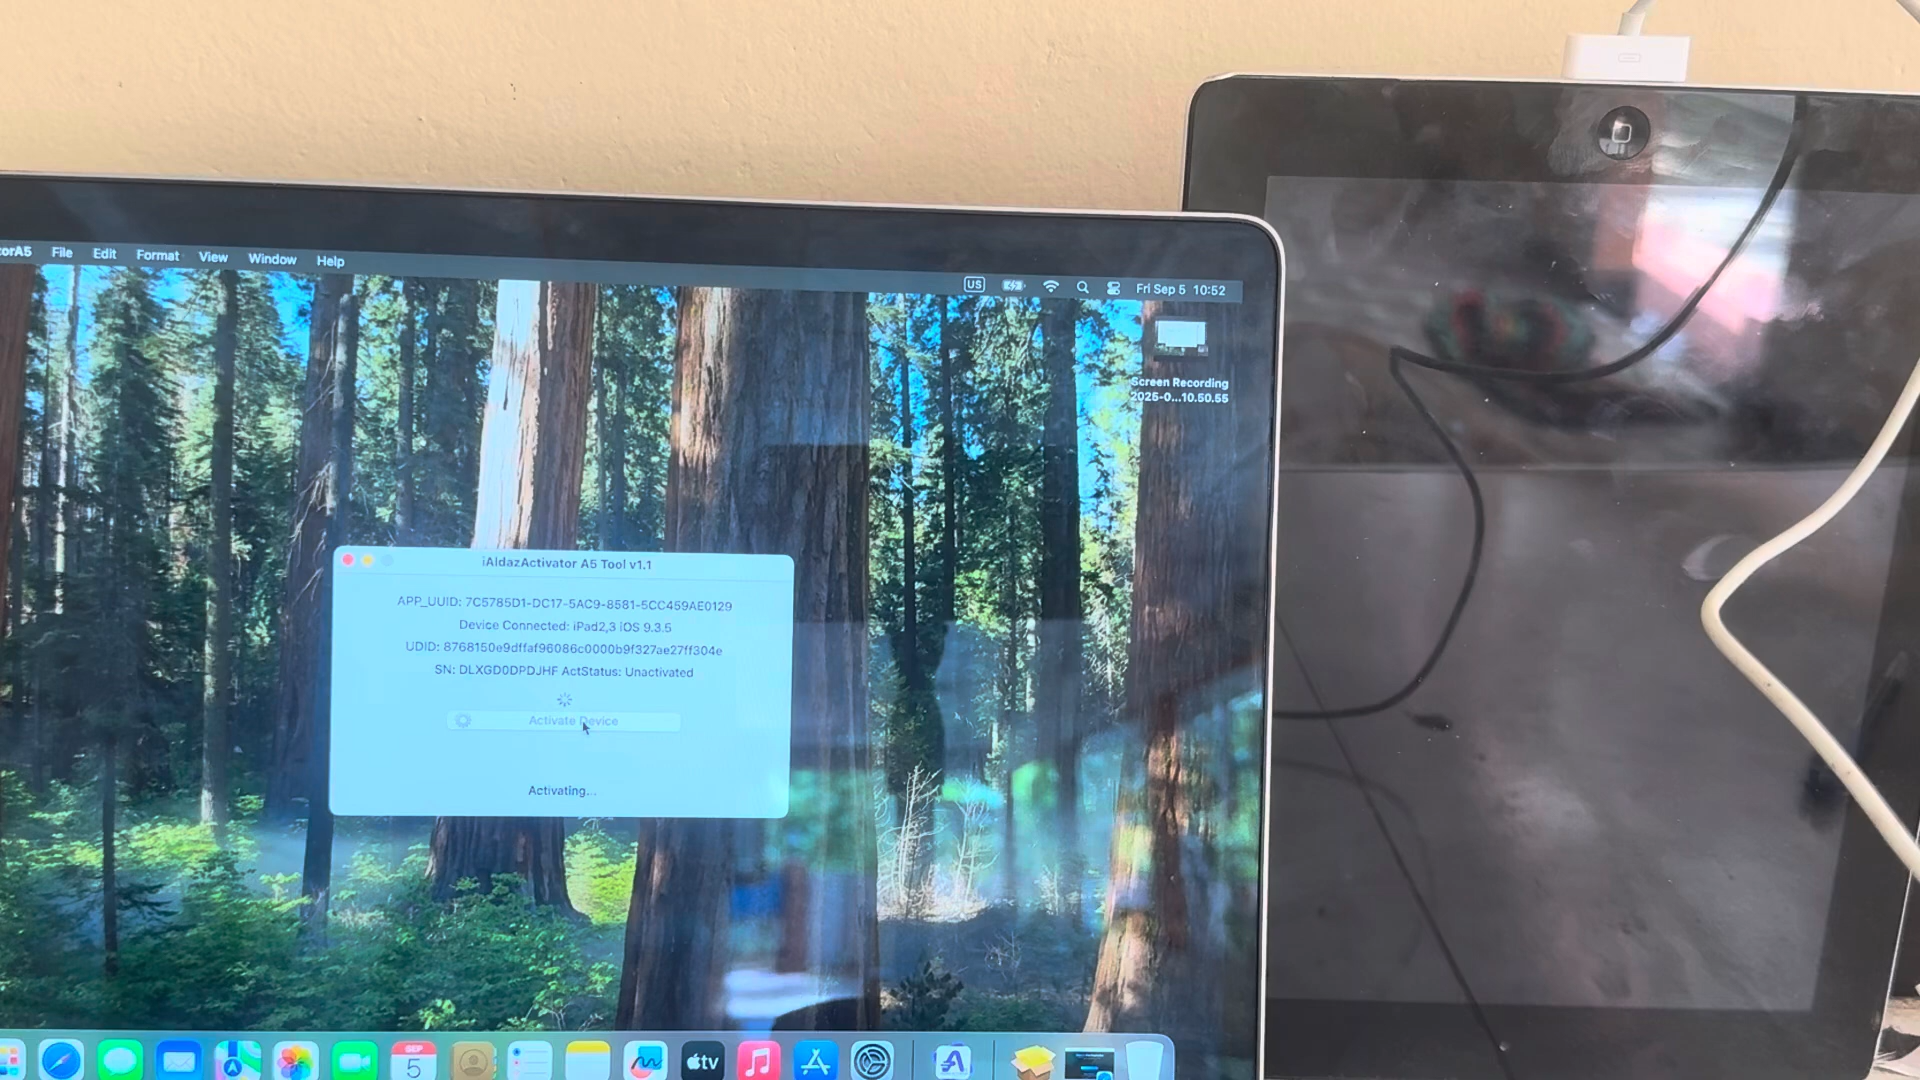 orA5 File Edit Format View Window Help
US Fri Sep 5 10:52
Screen Recording
2025-0...10.50.55
iAldazActivator A5 Tool v1.1
APP_UUID: 7C5785D1-DC17-5AC9-8581-5CC459AE0129
Device Connected: iPad2,3 iOS 9.3.5
UDID: 8768150e9dffaf96086c0000b9f327ae27ff304e
SN: DLXGD0DPDJHF ActStatus: Unactivated
Activate Device
Activating...
SEP
5
tv